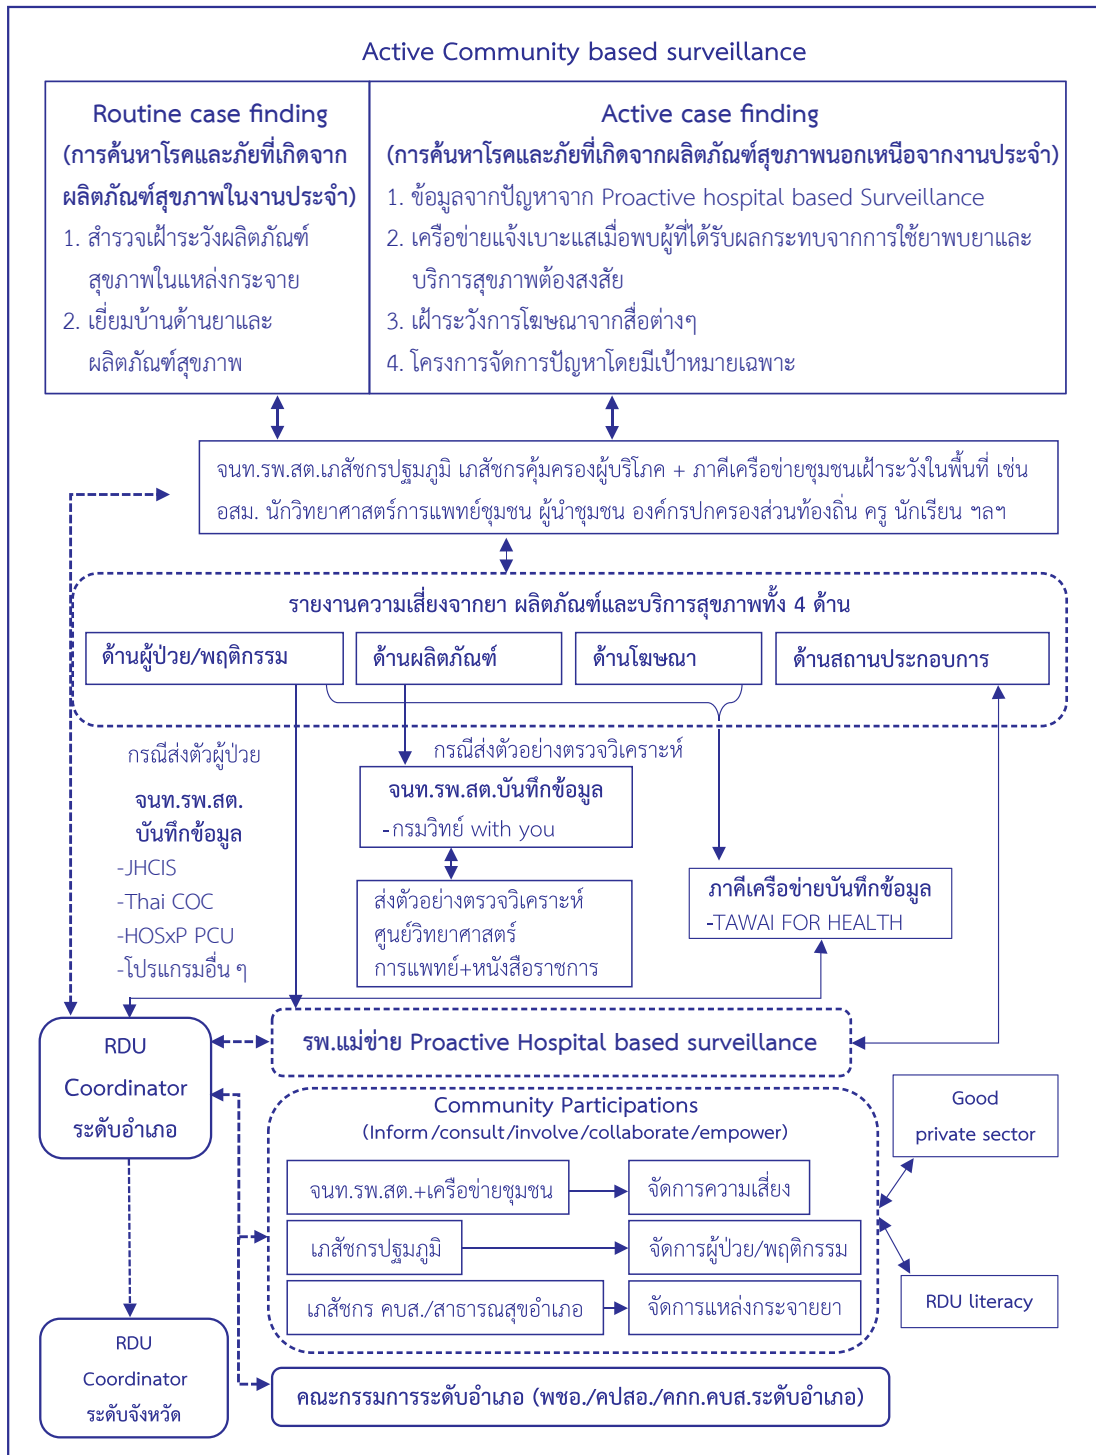 Active Community based surveillance
Routine case finding
(การค้นหาโรคและภัยที่เกิดจาก
ผลิตภัณฑ์สุขภาพในงานประจำ)
1. สำรวจเฝ้าระวังผลิตภัณฑ์
สุขภาพในแหล่งกระจาย
2. เยี่ยมบ้านด้านยาและ
ผลิตภัณฑ์สุขภาพ
Active case finding
(การค้นหาโรคและภัยที่เกิดจากผลิตภัณฑ์สุขภาพนอกเหนือจากงานประจำ)
1. ข้อมูลจากปัญหาจาก Proactive hospital based Surveillance
2. เครือข่ายแจ้งเบาะแสเมื่อพบผู้ที่ได้รับผลกระทบจากการใช้ยาพบยาและ
บริการสุขภาพต้องสงสัย
3. เฝ้าระวังการโฆษณาจากสื่อต่างๆ
4. โครงการจัดการปัญหาโดยมีเป้าหมายเฉพาะ
จนท.รพ.สต.เภสัชกรปฐมภูมิ เภสัชกรคุ้มครองผู้บริโภค + ภาคีเครือข่ายชุมชนเฝ้าระวังในพื้นที่ เช่น
อสม. นักวิทยาศาสตร์การแพทย์ชุมชน ผู้นำชุมชน องค์กรปกครองส่วนท้องถิ่น ครู นักเรียน ฯลฯ
รายงานความเสี่ยงจากยา ผลิตภัณฑ์และบริการสุขภาพทั้ง 4 ด้าน
ด้านผู้ป่วย/พฤติกรรม
ด้านผลิตภัณฑ์
ด้านโฆษณา
ด้านสถานประกอบการ
กรณีส่งตัวผู้ป่วย
จนท.รพ.สต.
บันทึกข้อมูล
-JHCIS
-Thai COC
-HOSxP PCU
-โปรแกรมอื่น ๆ
กรณีส่งตัวอย่างตรวจวิเคราะห์
จนท.รพ.สต.บันทึกข้อมูล
-กรมวิทย์ with you
ส่งตัวอย่างตรวจวิเคราะห์
ศูนย์วิทยาศาสตร์
การแพทย์+หนังสือราชการ
ภาคีเครือข่ายบันทึกข้อมูล
-TAWAI FOR HEALTH
RDU
Coordinator
ระดับอำเภอ
รพ.แม่ข่าย Proactive Hospital based surveillance
Community Participations
(Inform/consult/involve/collaborate/empower)
จนท.รพ.สต.+เครือข่ายชุมชน
จัดการความเสี่ยง
เภสัชกรปฐมภูมิ
จัดการผู้ป่วย/พฤติกรรม
เภสัชกร คบส./สาธารณสุขอำเภอ
จัดการแหล่งกระจายยา
Good
private sector
RDU literacy
RDU
Coordinator
ระดับจังหวัด
คณะกรรมการระดับอำเภอ (พชอ./คปสอ./คกก.คบส.ระดับอำเภอ)